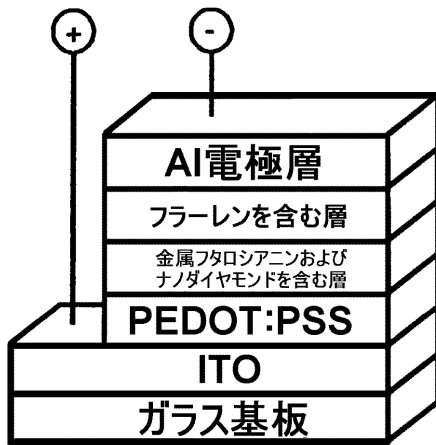 + -
Al電極層
フラーレンを含む層
金属フタロシアニンおよび
ナノダイヤモンドを含む層
PEDOT:PSS
ITO
ガラス基板